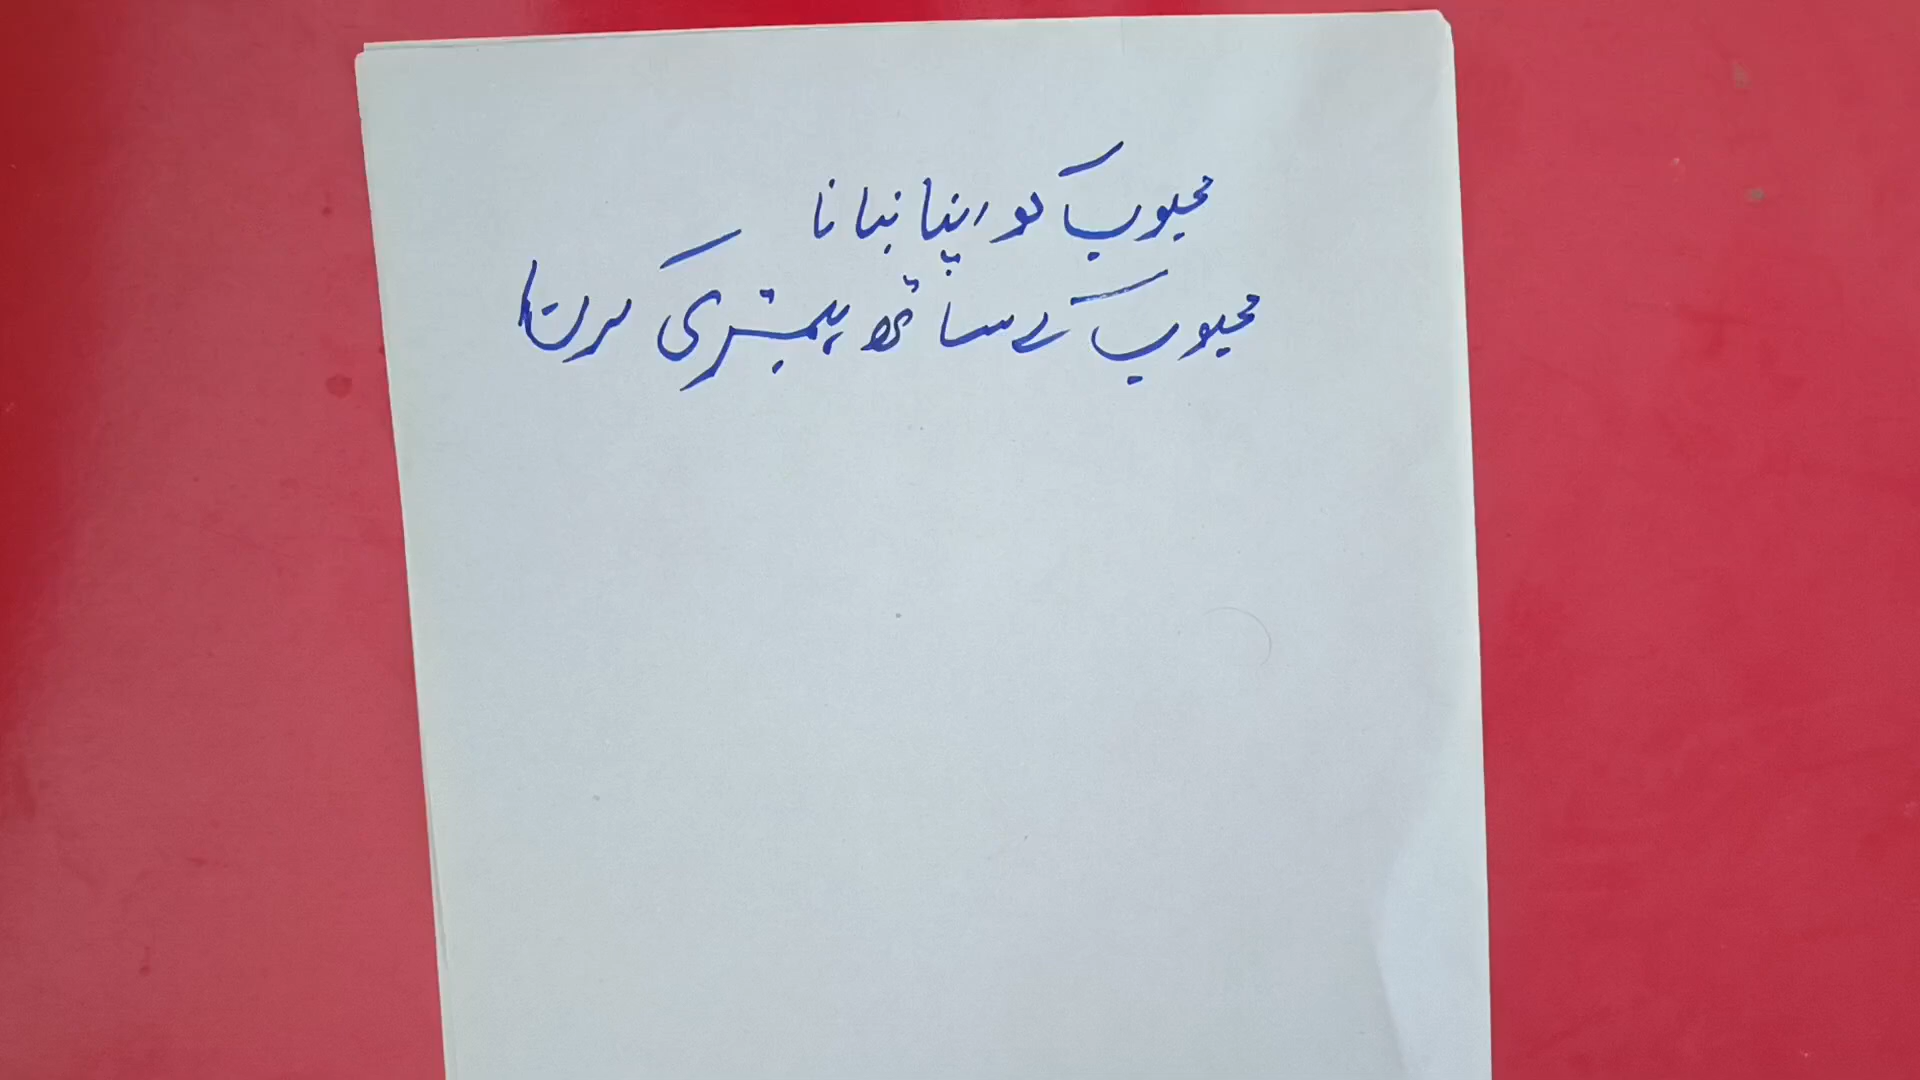 محبوب کو اپنا بنانا
محبوب کے ساتھ ہمبستری کرنا